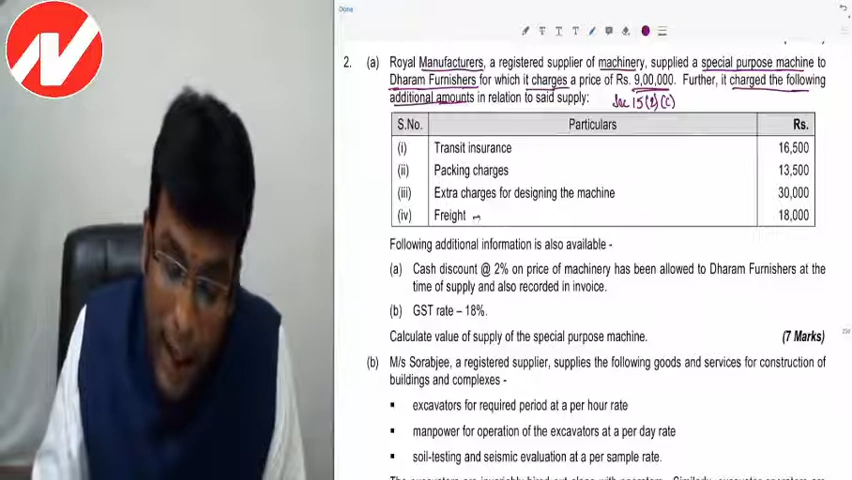 Done
2. (a) Royal Manufacturers, a registered supplier of machinery, supplied a special purpose machine to
Dharam Furnishers for which it charges a price of Rs. 9,00,000. Further, it charged the following
additional amounts in relation to said supply:
Sec 15(2)(c)
S.No. Particulars Rs.
(i) Transit insurance 16,500
(ii) Packing charges 13,500
(iii) Extra charges for designing the machine 30,000
(iv) Freight 18,000
Following additional information is also available -
(a) Cash discount @ 2% on price of machinery has been allowed to Dharam Furnishers at the
time of supply and also recorded in invoice.
(b) GST rate – 18%.
Calculate value of supply of the special purpose machine. (7 Marks)
(b) M/s Sorabjee, a registered supplier, supplies the following goods and services for construction of
buildings and complexes -
▪ excavators for required period at a per hour rate
▪ manpower for operation of the excavators at a per day rate
▪ soil-testing and seismic evaluation at a per sample rate.